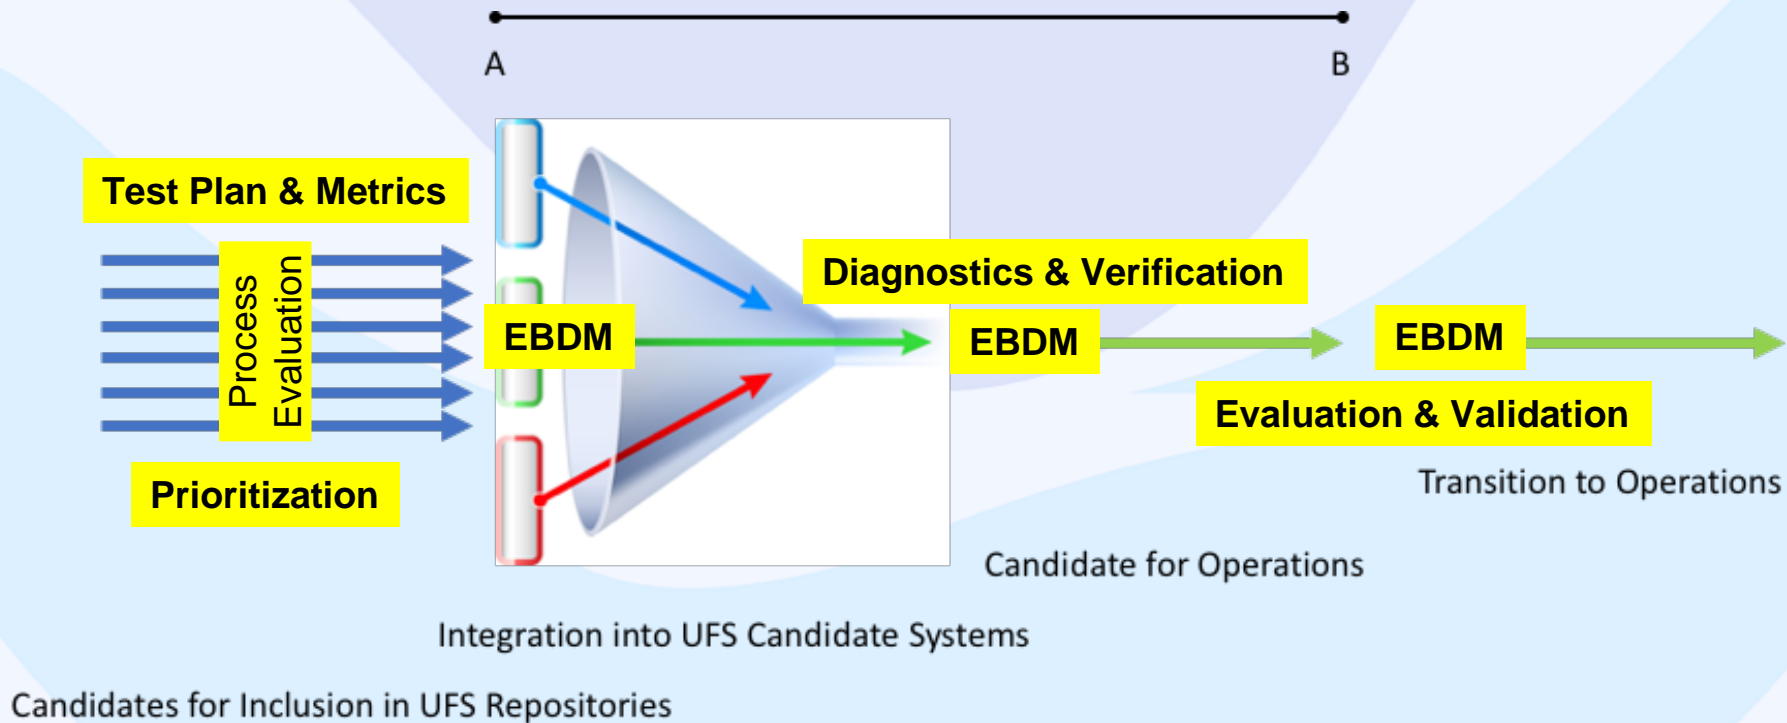 A
B
Test Plan & Metrics
Process
Evaluation
Prioritization
EBDM
Diagnostics & Verification
EBDM
EBDM
Evaluation & Validation
Transition to Operations
Candidate for Operations
Integration into UFS Candidate Systems
Candidates for Inclusion in UFS Repositories